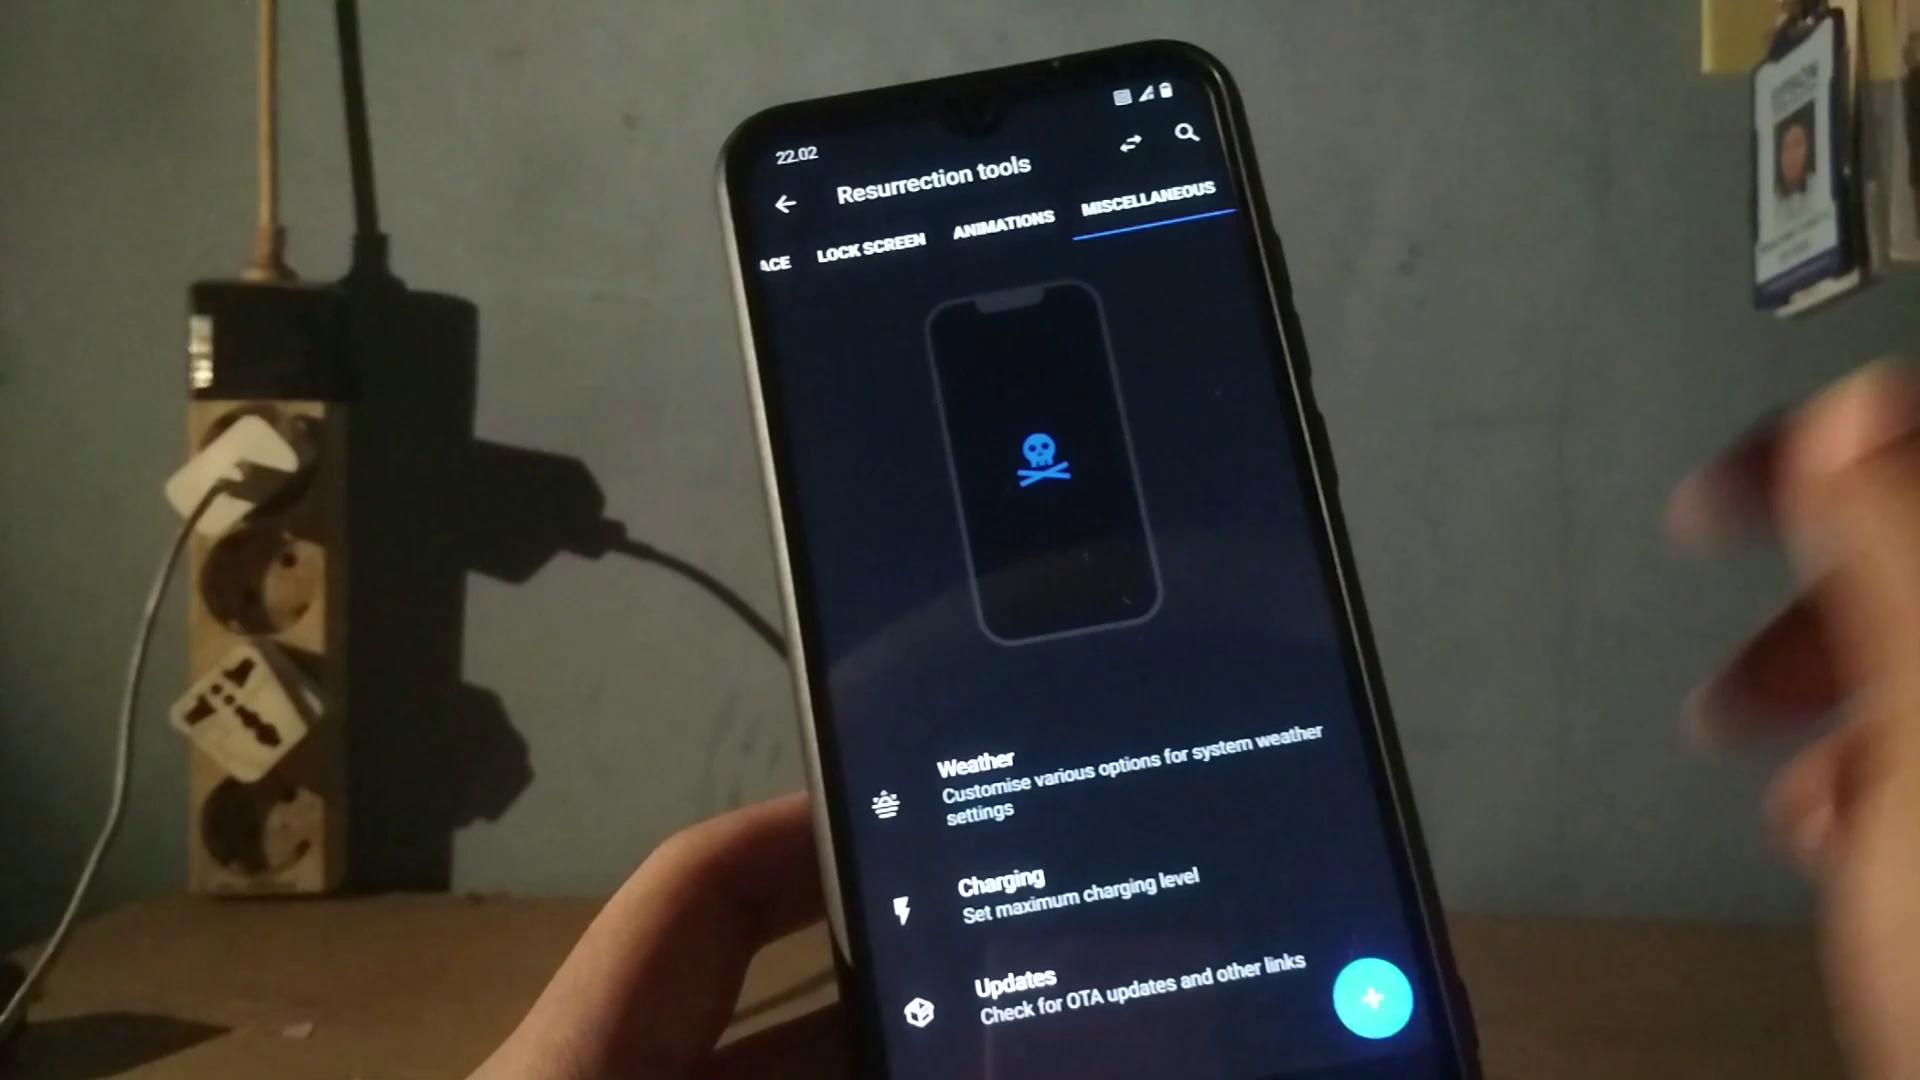 22.02
Resurrection tools
ACE LOCK SCREEN ANIMATIONS MISCELLANEOUS
Weather
Customise various options for system weather
settings
Charging
Set maximum charging level
Updates
Check for OTA updates and other links